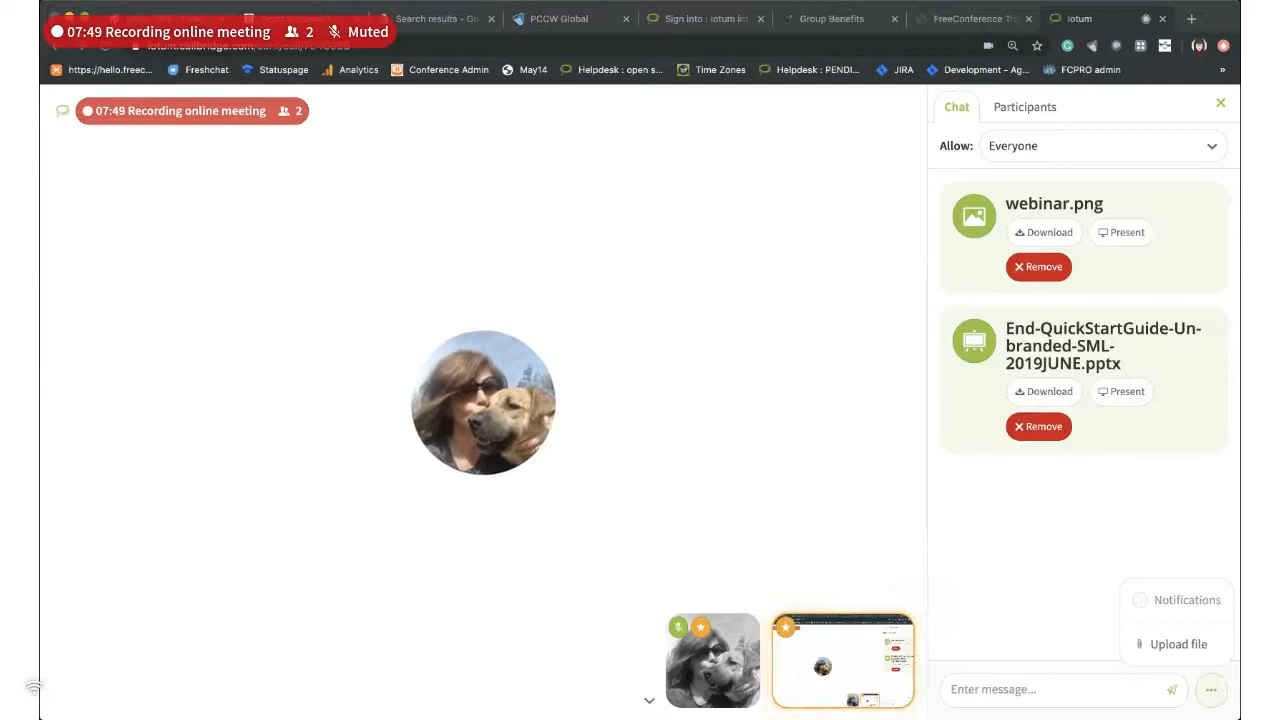 Search results - Go
PCCW Global
Sign into : iotum in
Group Benefits
FreeConference Tra
iotum
07:49 Recording online meeting 2 Muted
https://hello.freec...
Freshchat
Statuspage
Analytics
Conference Admin
May14
Helpdesk : open s...
Time Zones
Helpdesk : PENDI...
JIRA
Development - Ag...
FCPRO admin
»
07:49 Recording online meeting 2
Chat
Participants
Allow:
Everyone
webinar.png
Download
Present
Remove
End-QuickStartGuide-Un-
branded-SML-
2019JUNE.pptx
Download
Present
Remove
Notifications
Upload file
Enter message...